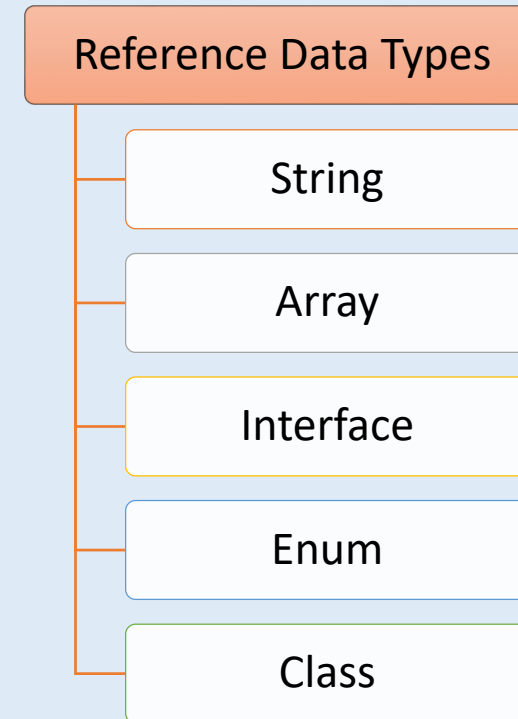 Reference Data Types
String
Array
Interface
Enum
Class